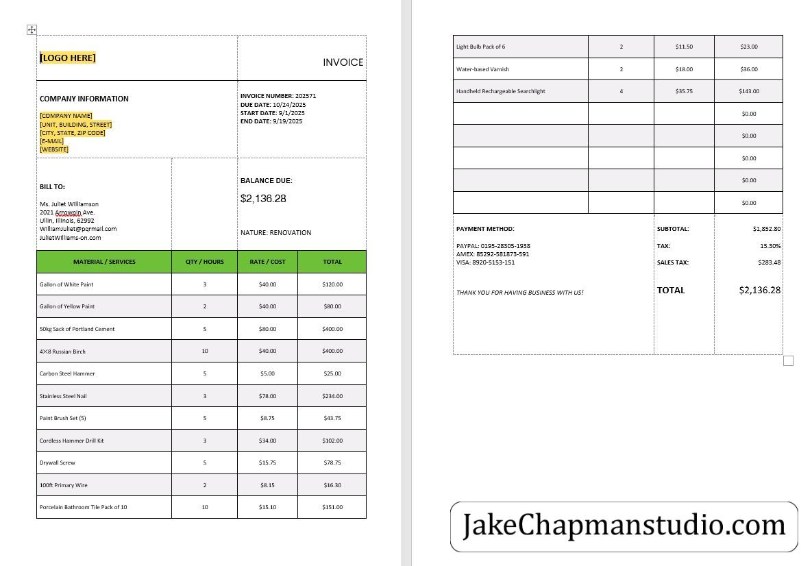 [LOGO HERE]
INVOICE
COMPANY INFORMATION
[COMPANY NAME]
[UNIT, BUILDING, STREET]
[CITY, STATE, ZIP CODE]
[E-MAIL]
[WEBSITE]
INVOICE NUMBER: 202571
DUE DATE: 10/24/2025
START DATE: 9/1/2025
END DATE: 9/19/2025
BILL TO:
Ms. Juliet Williamson
2021 Arrowpin Ave.
Ullin, Illinois, 62992
WilliamJuliet@pqrmail.com
JulietWilliams-on.com
BALANCE DUE:
$2,136.28
NATURE: RENOVATION
MATERIAL / SERVICES QTY / HOURS RATE / COST TOTAL
Gallon of White Paint 3 $40.00 $120.00
Gallon of Yellow Paint 2 $40.00 $80.00
50kg Sack of Portland Cement 5 $80.00 $400.00
4×8 Russian Birch 10 $40.00 $400.00
Carbon Steel Hammer 5 $5.00 $25.00
Stainless Steel Nail 3 $78.00 $234.00
Paint Brush Set (5) 5 $8.75 $43.75
Cordless Hammer Drill Kit 3 $34.00 $102.00
Drywall Screw 5 $15.75 $78.75
100ft Primary Wire 2 $8.15 $16.30
Porcelain Bathroom Tile Pack of 10 10 $15.10 $151.00
Light Bulb Pack of 6 2 $11.50 $23.00
Water-based Varnish 2 $18.00 $36.00
Handheld Rechargeable Searchlight 4 $35.75 $143.00
$0.00
$0.00
$0.00
$0.00
$0.00
PAYMENT METHOD:
PAYPAL: 0195-28305-1938
AMEX: 85292-581873-591
VISA: 8920-5153-151
THANK YOU FOR HAVING BUSINESS WITH US!
SUBTOTAL: $1,852.80
TAX: 15.30%
SALES TAX: $283.48
TOTAL $2,136.28
JakeChapmanstudio.com